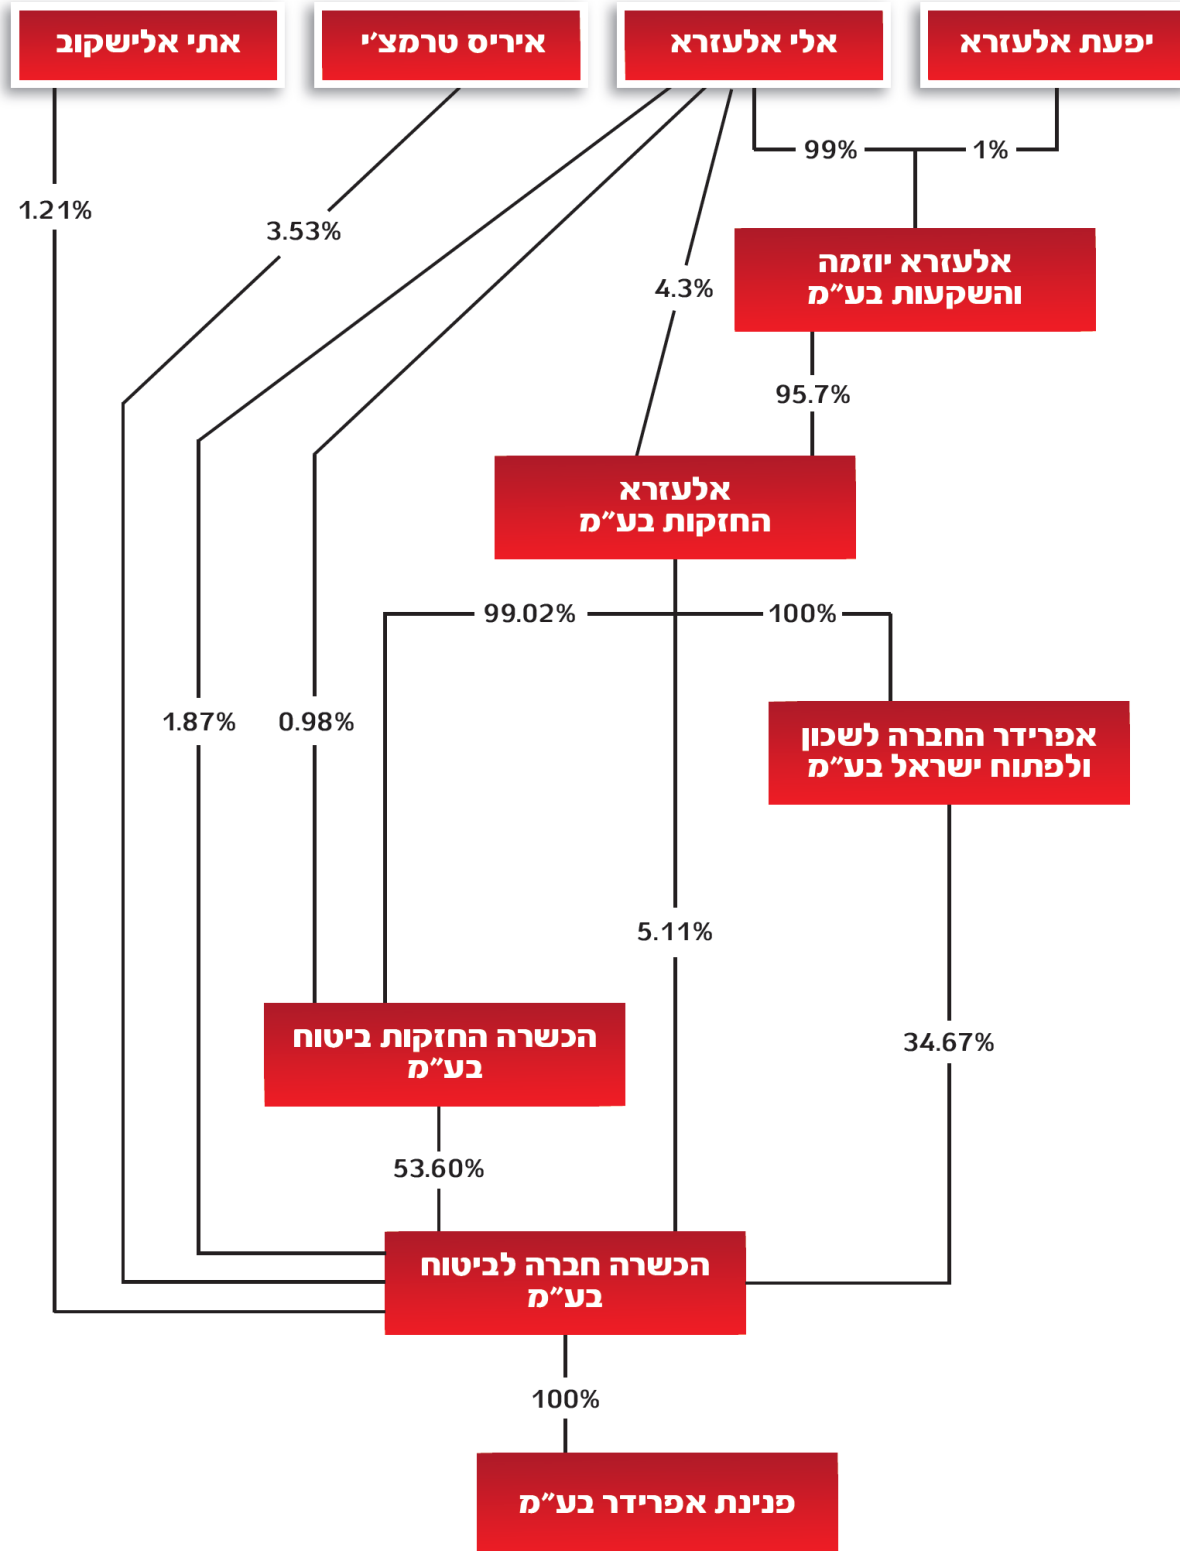 יפעת אלעזרא
אלי אלעזרא
איריס טרמצ׳י
אתי אלישקוב
99%
1%
1.21%
3.53%
4.3%
אלעזרא יוזמה
והשקעות בע״מ
95.7%
אלעזרא
החזקות בע״מ
99.02%
100%
1.87%
0.98%
אפרידר החברה לשכון
ולפתוח ישראל בע״מ
5.11%
34.67%
הכשרה החזקות ביטוח
בע״מ
53.60%
הכשרה חברה לביטוח
בע״מ
100%
פנינת אפרידר בע״מ